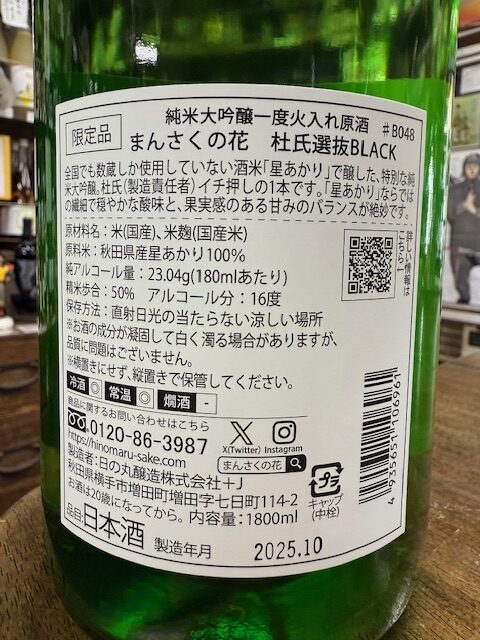 限定品
純米大吟醸一度火入れ原酒 #B048
まんさくの花 杜氏選抜BLACK
全国でも数蔵しか使用していない酒米「星あかり」で醸した、特別な純
米大吟醸。杜氏(製造責任者)イチ押しの1本です。「星あかり」ならでは
の繊細で穏やかな酸味と、果実感のある甘みのバランスが絶妙です。
原材料名:米(国産)、米麹(国産米)
原料米:秋田県産星あかり100%
純アルコール量:23.04g(180mlあたり)
精米歩合:50% アルコール分:16度
保存方法:直射日光の当たらない涼しい場所
※お酒の成分が凝固して白く濁る場合がありますが、
品質に問題はございません。
※横置きにせず、縦置きで保管してください。
詳しい情報は
こちら↑
冷酒 ◎ 常温 ○ 燗酒 -
商品に関するお問い合わせはこちら
0120-86-3987
https://hinomaru-sake.com
X(Twitter) Instagram
まんさくの花
製造者:日の丸醸造株式会社+J
秋田県横手市増田町増田字七日町114-2
お酒は20歳になってから。 内容量:1800ml
品目:日本酒 製造年月 2025.10
プラ
キャップ
(中栓)
4935651106961